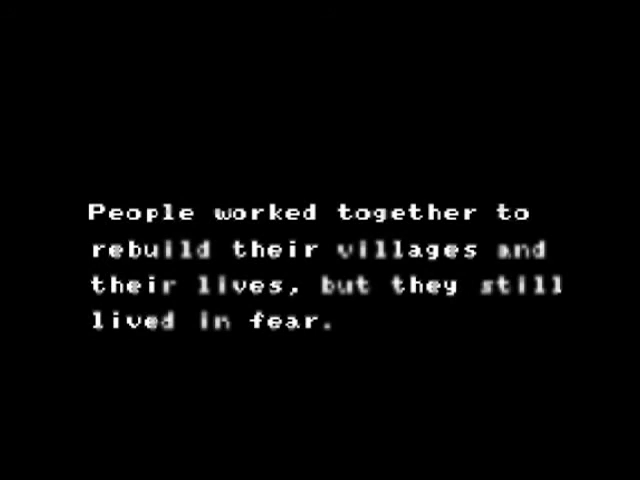 People worked together to
rebuild their villages and
their lives, but they still
lived in fear.